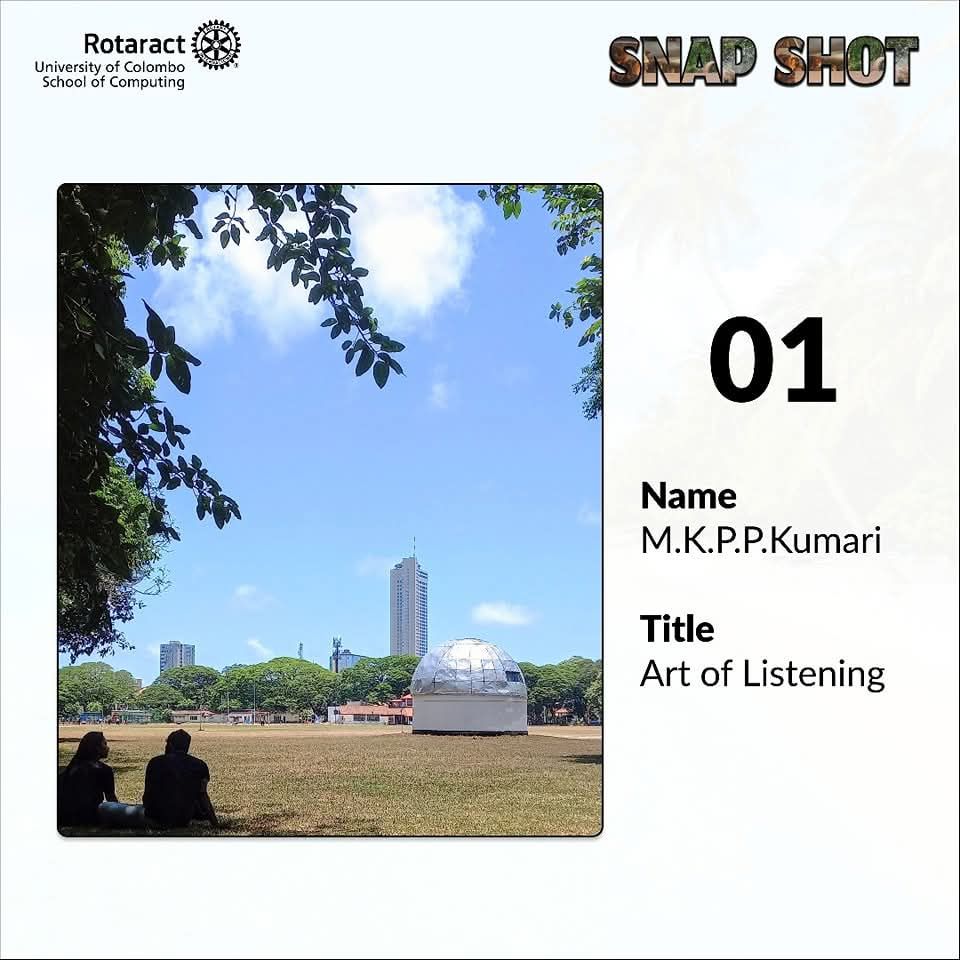 Rotaract
University of Colombo
School of Computing
SNAP SHOT
01
Name
M.K.P.P.Kumari
Title
Art of Listening